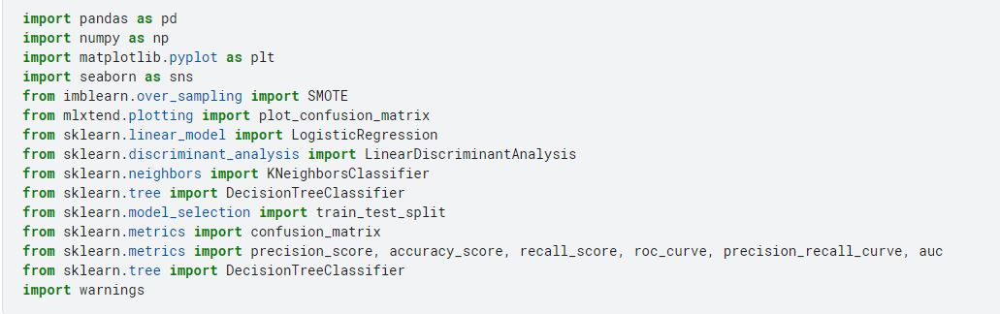 import pandas as pd
import numpy as np
import matplotlib.pyplot as plt
import seaborn as sns
from imblearn.over_sampling import SMOTE
from mlxtend.plotting import plot_confusion_matrix
from sklearn.linear_model import LogisticRegression
from sklearn.discriminant_analysis import LinearDiscriminantAnalysis
from sklearn.neighbors import KNeighborsClassifier
from sklearn.tree import DecisionTreeClassifier
from sklearn.model_selection import train_test_split
from sklearn.metrics import confusion_matrix
from sklearn.metrics import precision_score, accuracy_score, recall_score, roc_curve, precision_recall_curve, auc
from sklearn.tree import DecisionTreeClassifier
import warnings